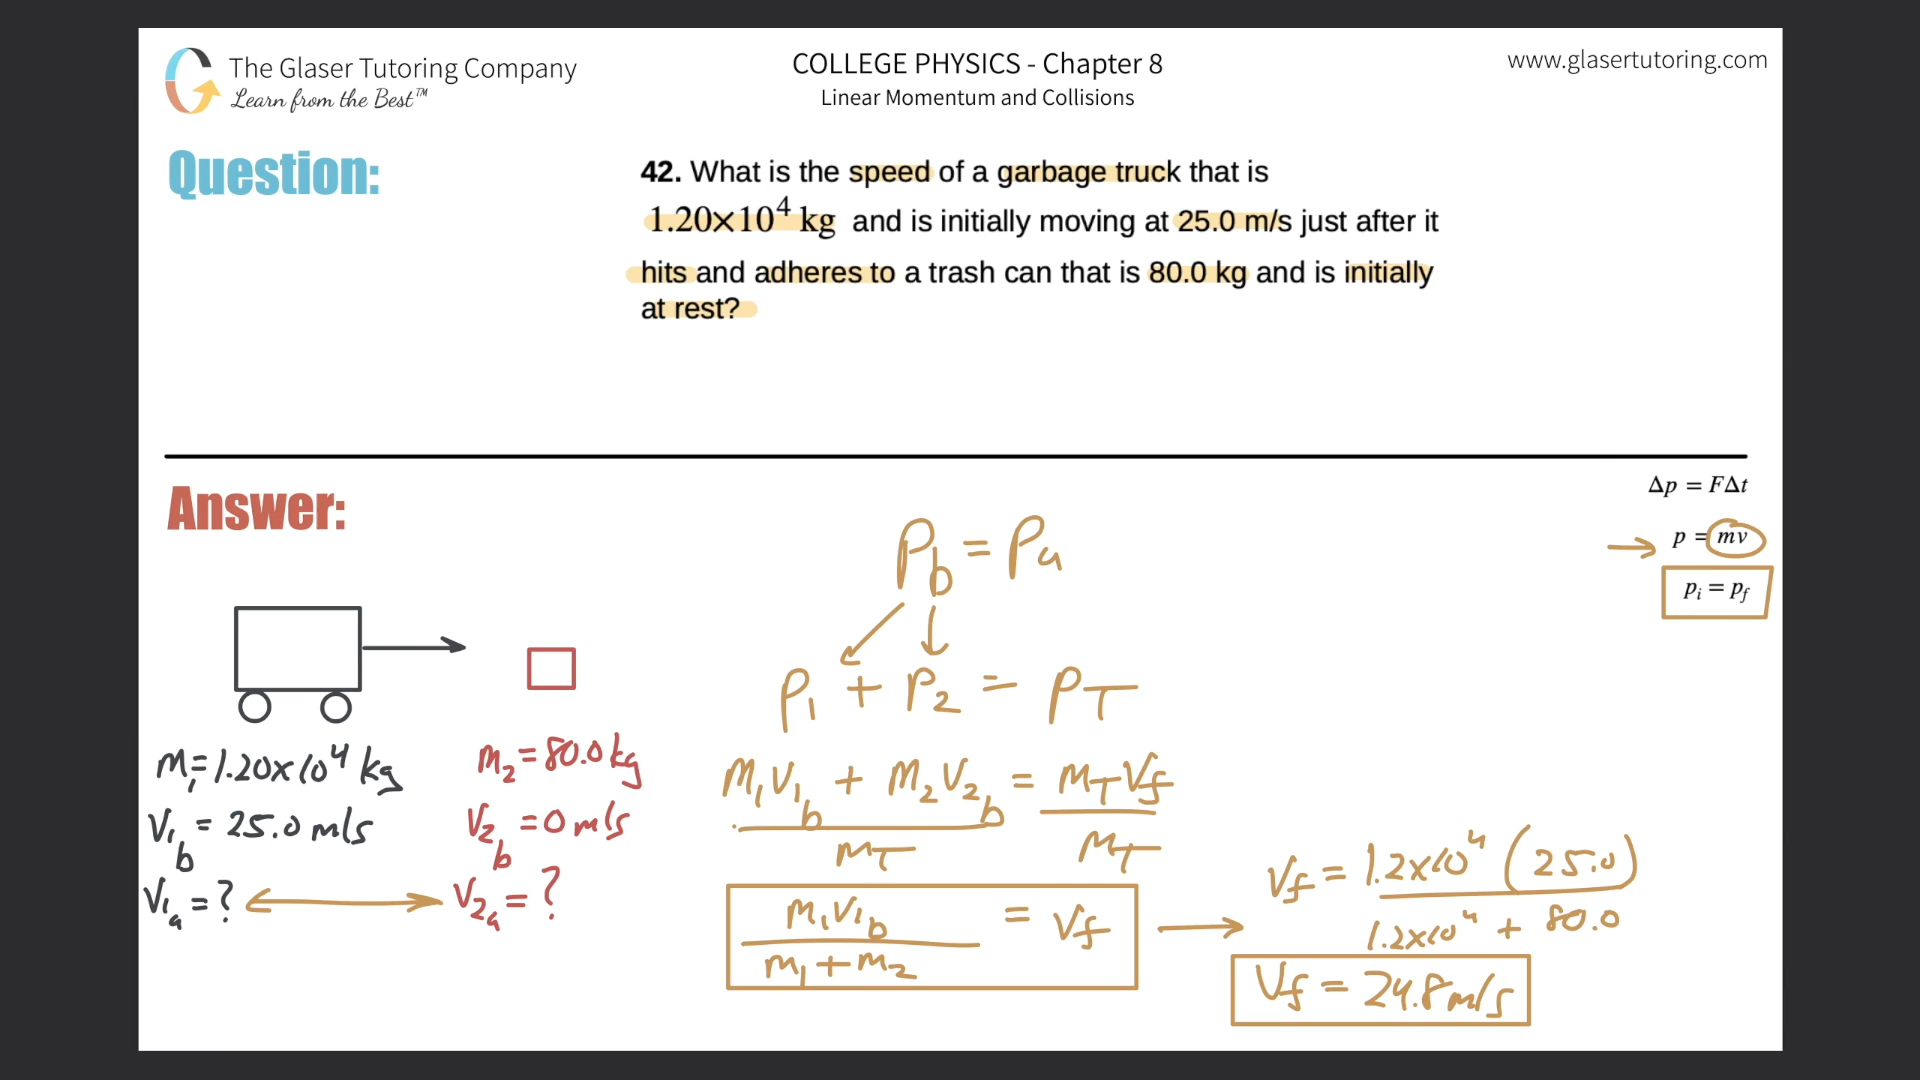 The Glaser Tutoring Company
Learn from the Best™
COLLEGE PHYSICS - Chapter 8
Linear Momentum and Collisions
www.glasertutoring.com
Question:
42. What is the speed of a garbage truck that is
1.20×10⁴ kg and is initially moving at 25.0 m/s just after it
hits and adheres to a trash can that is 80.0 kg and is initially
at rest?
Answer:
Δp = FΔt
p = mv
pᵢ = p_f
P_b = P_a
P₁ + P₂ = P_T
m₁ = 1.20x10⁴ kg
V₁b = 25.0 m/s
V₁a = ?
m₂ = 80.0 kg
V₂b = 0 m/s
V₂a = ?
m₁V₁b + m₂V₂b = m_T V_f
m_T m_T
m₁V₁b = V_f
m₁ + m₂
V_f = 1.2x10⁴ (25.0)
1.2x10⁴ + 80.0
V_f = 24.8 m/s